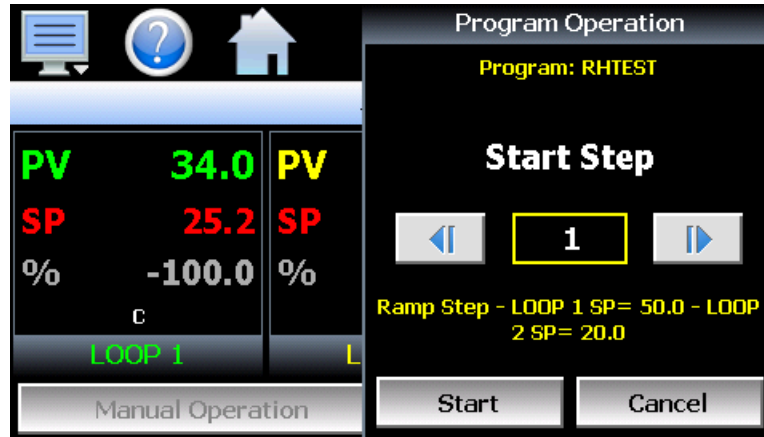 ?
PV 34.0
SP 25.2
% -100.0
C
LOOP 1
PV
SP
%
L
Manual Operation
Program Operation
Program: RHTEST
Start Step
1
Ramp Step - LOOP 1 SP= 50.0 - LOOP
2 SP= 20.0
Start
Cancel